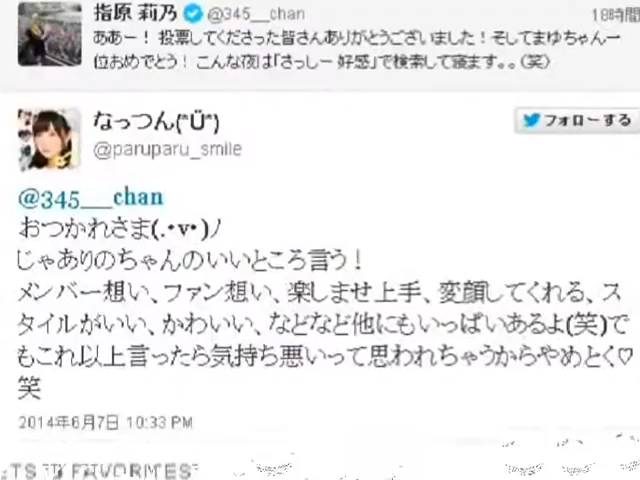 指原 莉乃 @345__chan 18時間
ああー！投票してくださった皆さんありがとうございました！そしてまゆちゃん一
位おめでとう！こんな夜は「さっしー 好感」で検索して寝ます。。(笑)
なっつん(*Ü*)
フォローする
@paruparu_smile
@345__chan
おつかれさま(.・v・)ﾉ
じゃありのちゃんのいいところ言う！
メンバー想い、ファン想い、楽しませ上手、変顔してくれる、ス
タイルがいい、かわいい、などなど他にもいっぱいあるよ(笑)で
もこれ以上言ったら気持ち悪いって思われちゃうからやめとく♡
笑
2014年6月7日 10:33 PM